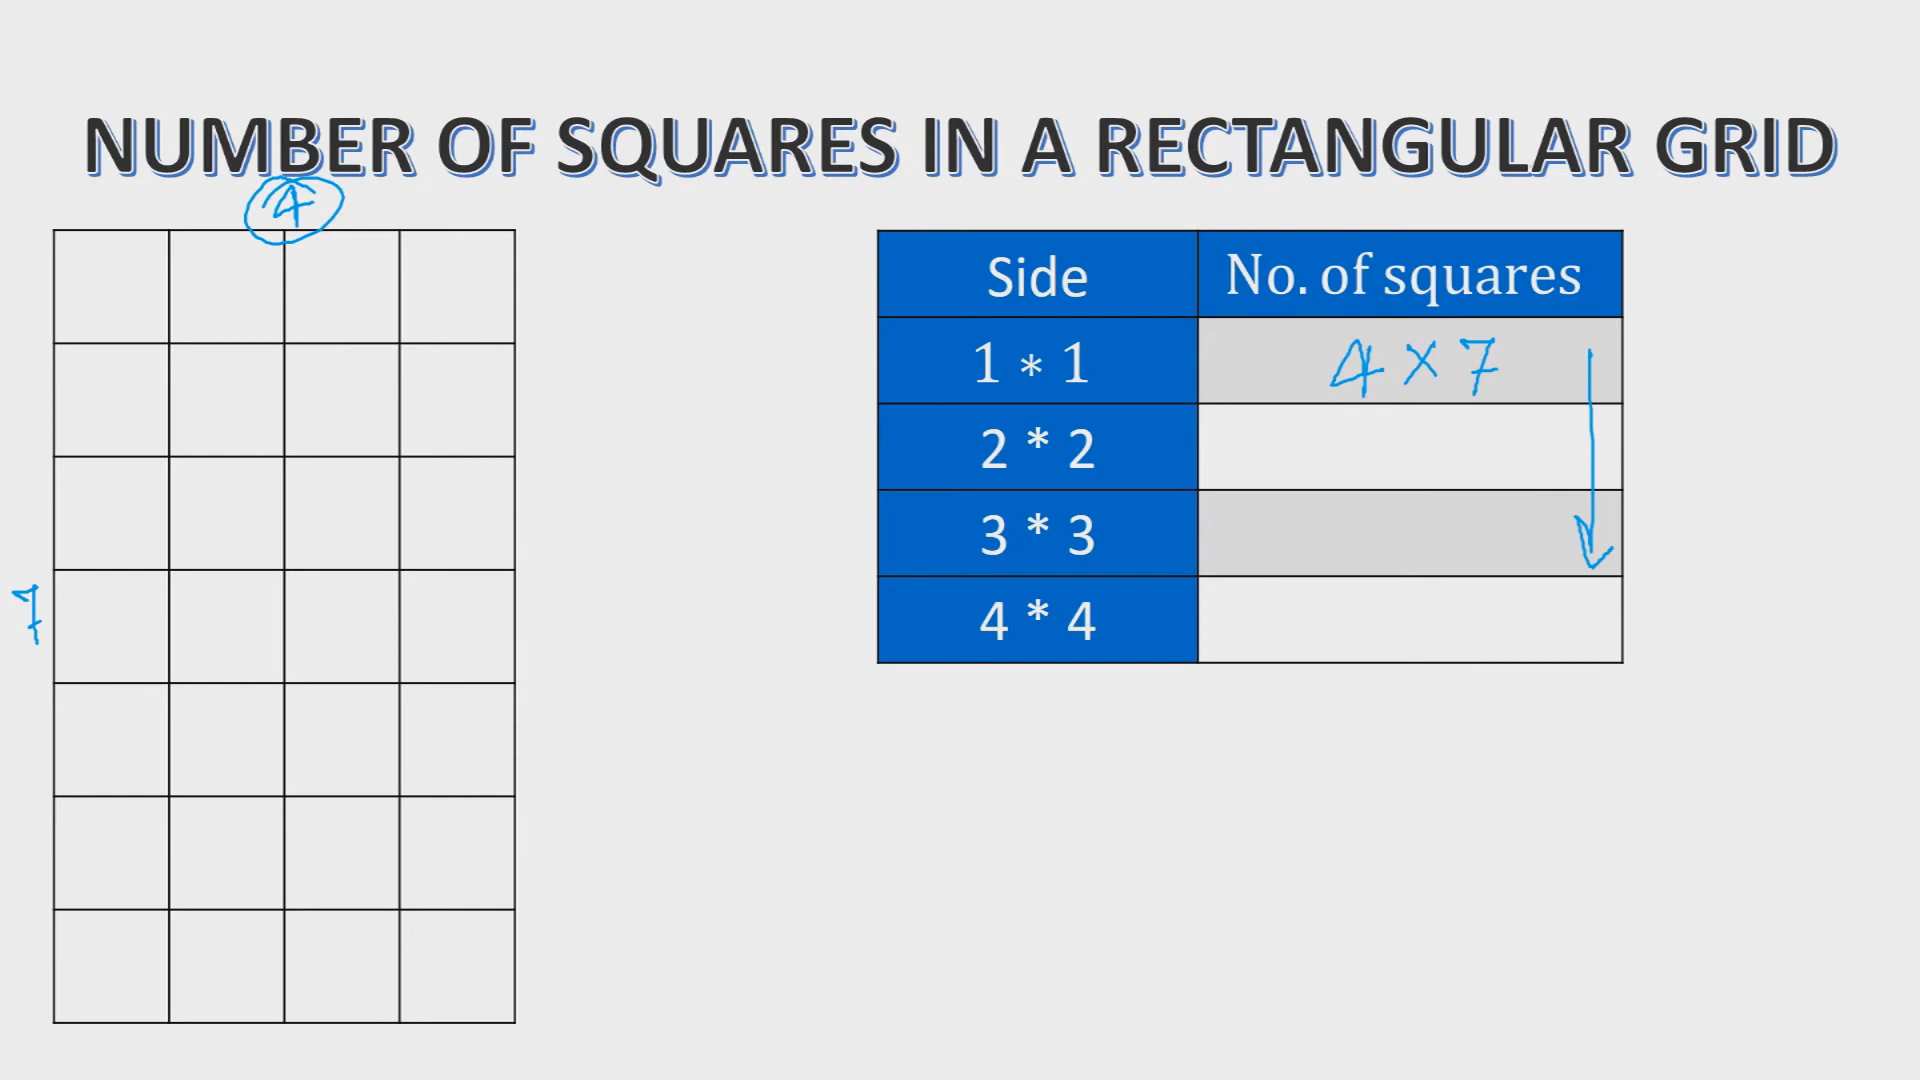 NUMBER OF SQUARES IN A RECTANGULAR GRID
4
7
Side No. of squares
1 * 1 4 × 7
2 * 2
3 * 3
4 * 4